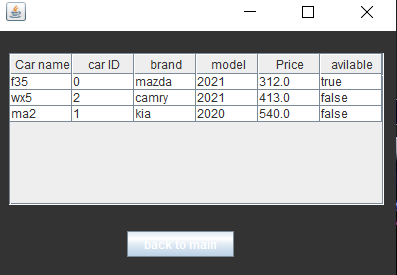 Car name car ID brand model Price avilable
f35 0 mazda 2021 312.0 true
wx5 2 camry 2021 413.0 false
ma2 1 kia 2020 540.0 false
back to main